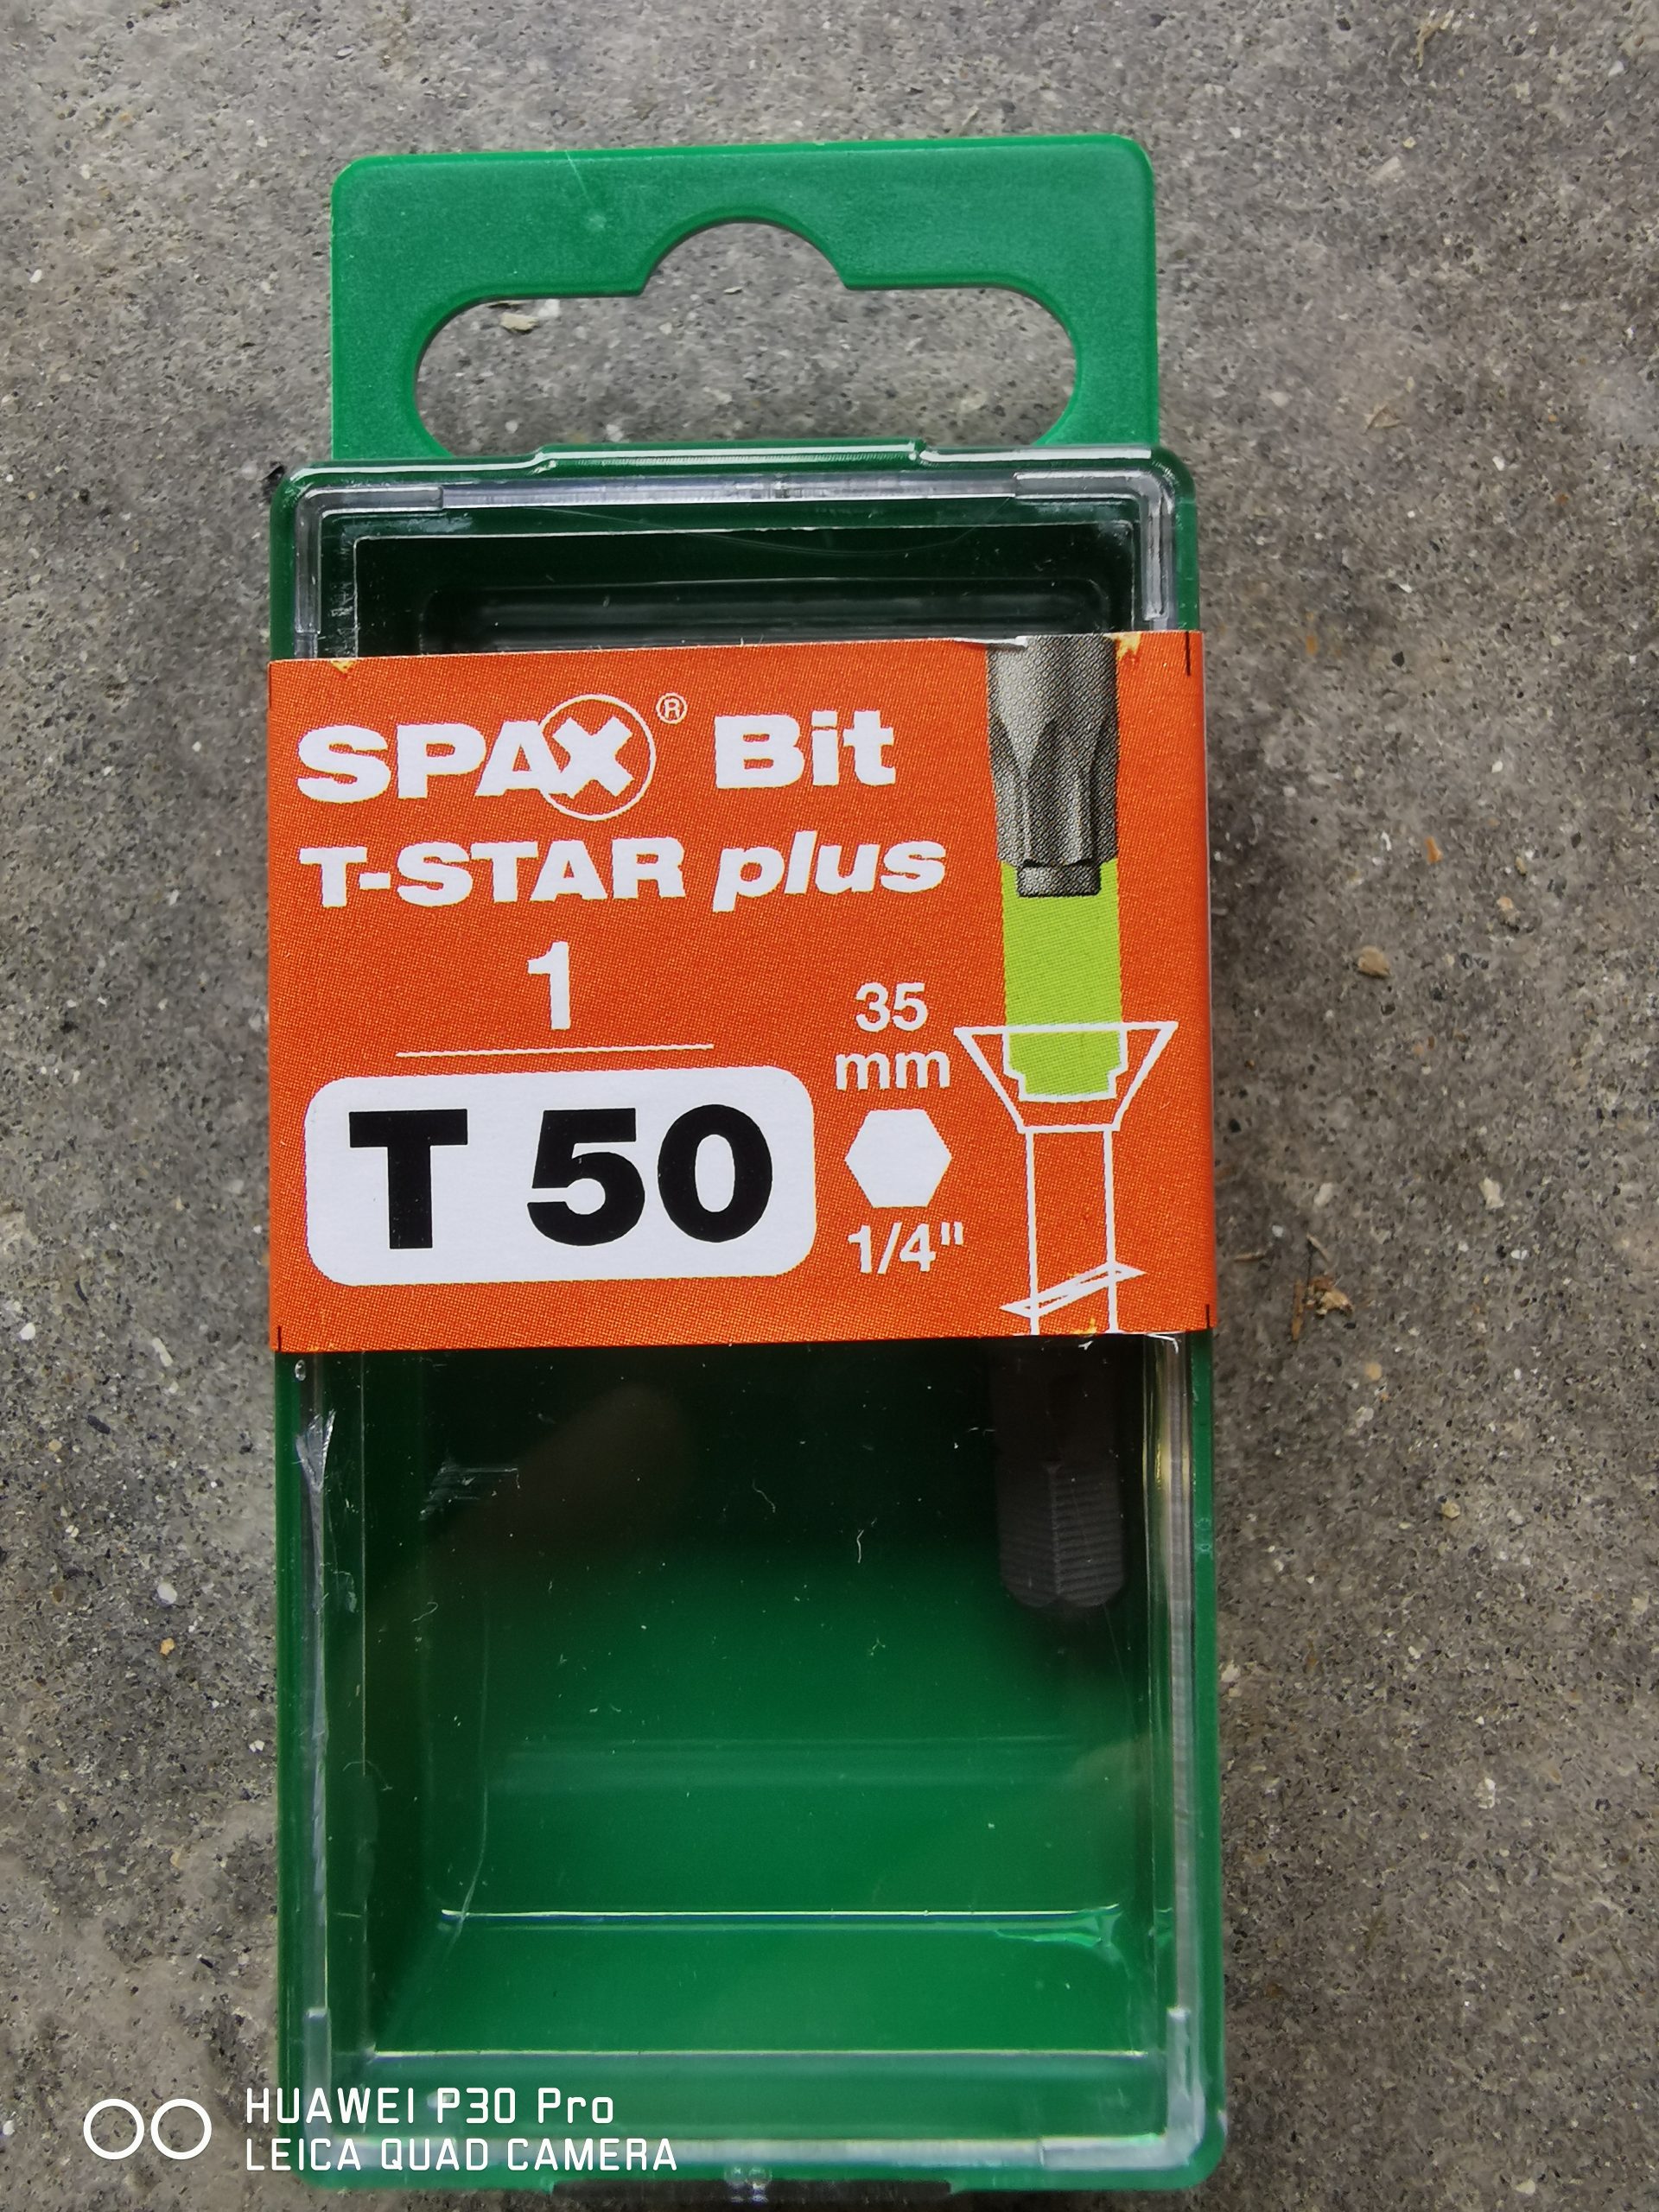 SPAX® Bit
T-STAR plus
1
35
mm
T 50
1/4"
HUAWEI P30 Pro
LEICA QUAD CAMERA